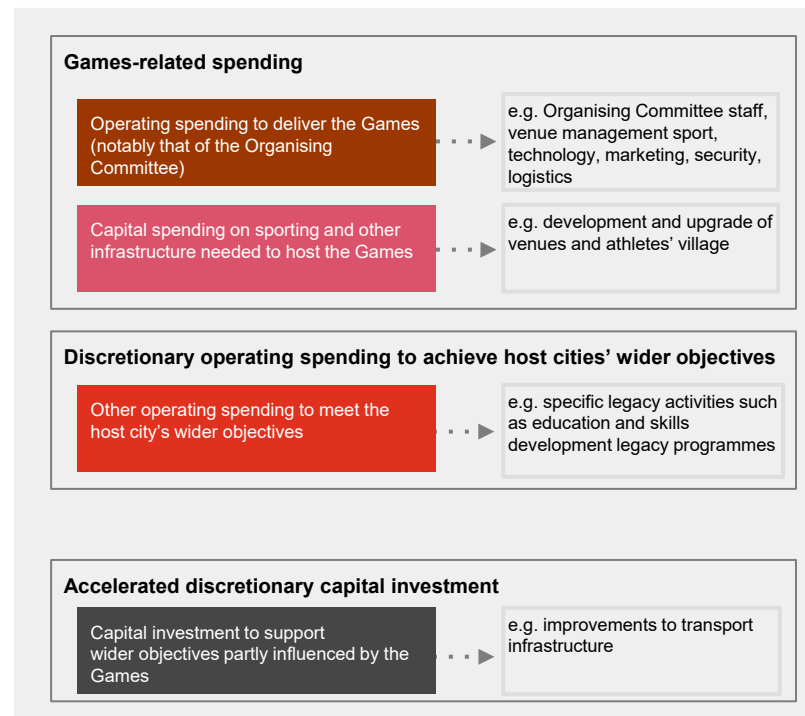 Games-related spending
Operating spending to deliver the Games
(notably that of the Organising
Committee)
e.g. Organising Committee staff,
venue management sport,
technology, marketing, security,
logistics
Capital spending on sporting and other
infrastructure needed to host the Games
e.g. development and upgrade of
venues and athletes’ village
Discretionary operating spending to achieve host cities’ wider objectives
Other operating spending to meet the
host city’s wider objectives
e.g. specific legacy activities such
as education and skills
development legacy programmes
Accelerated discretionary capital investment
Capital investment to support
wider objectives partly influenced by the
Games
e.g. improvements to transport
infrastructure